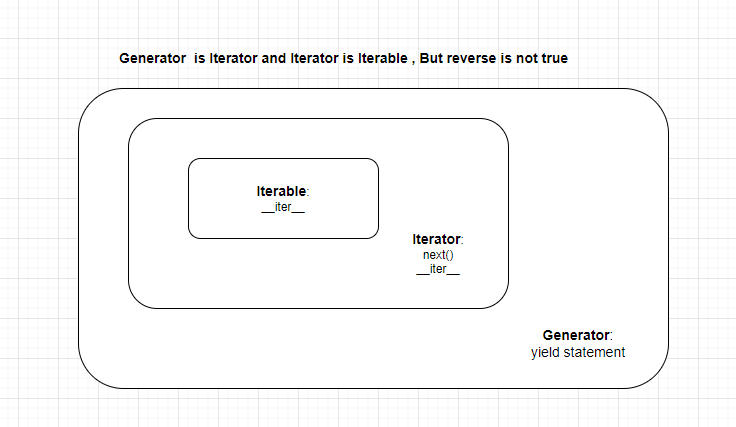 Generator is Iterator and Iterator is Iterable , But reverse is not true
Iterable:
__iter__
Iterator:
next()
__iter__
Generator:
yield statement